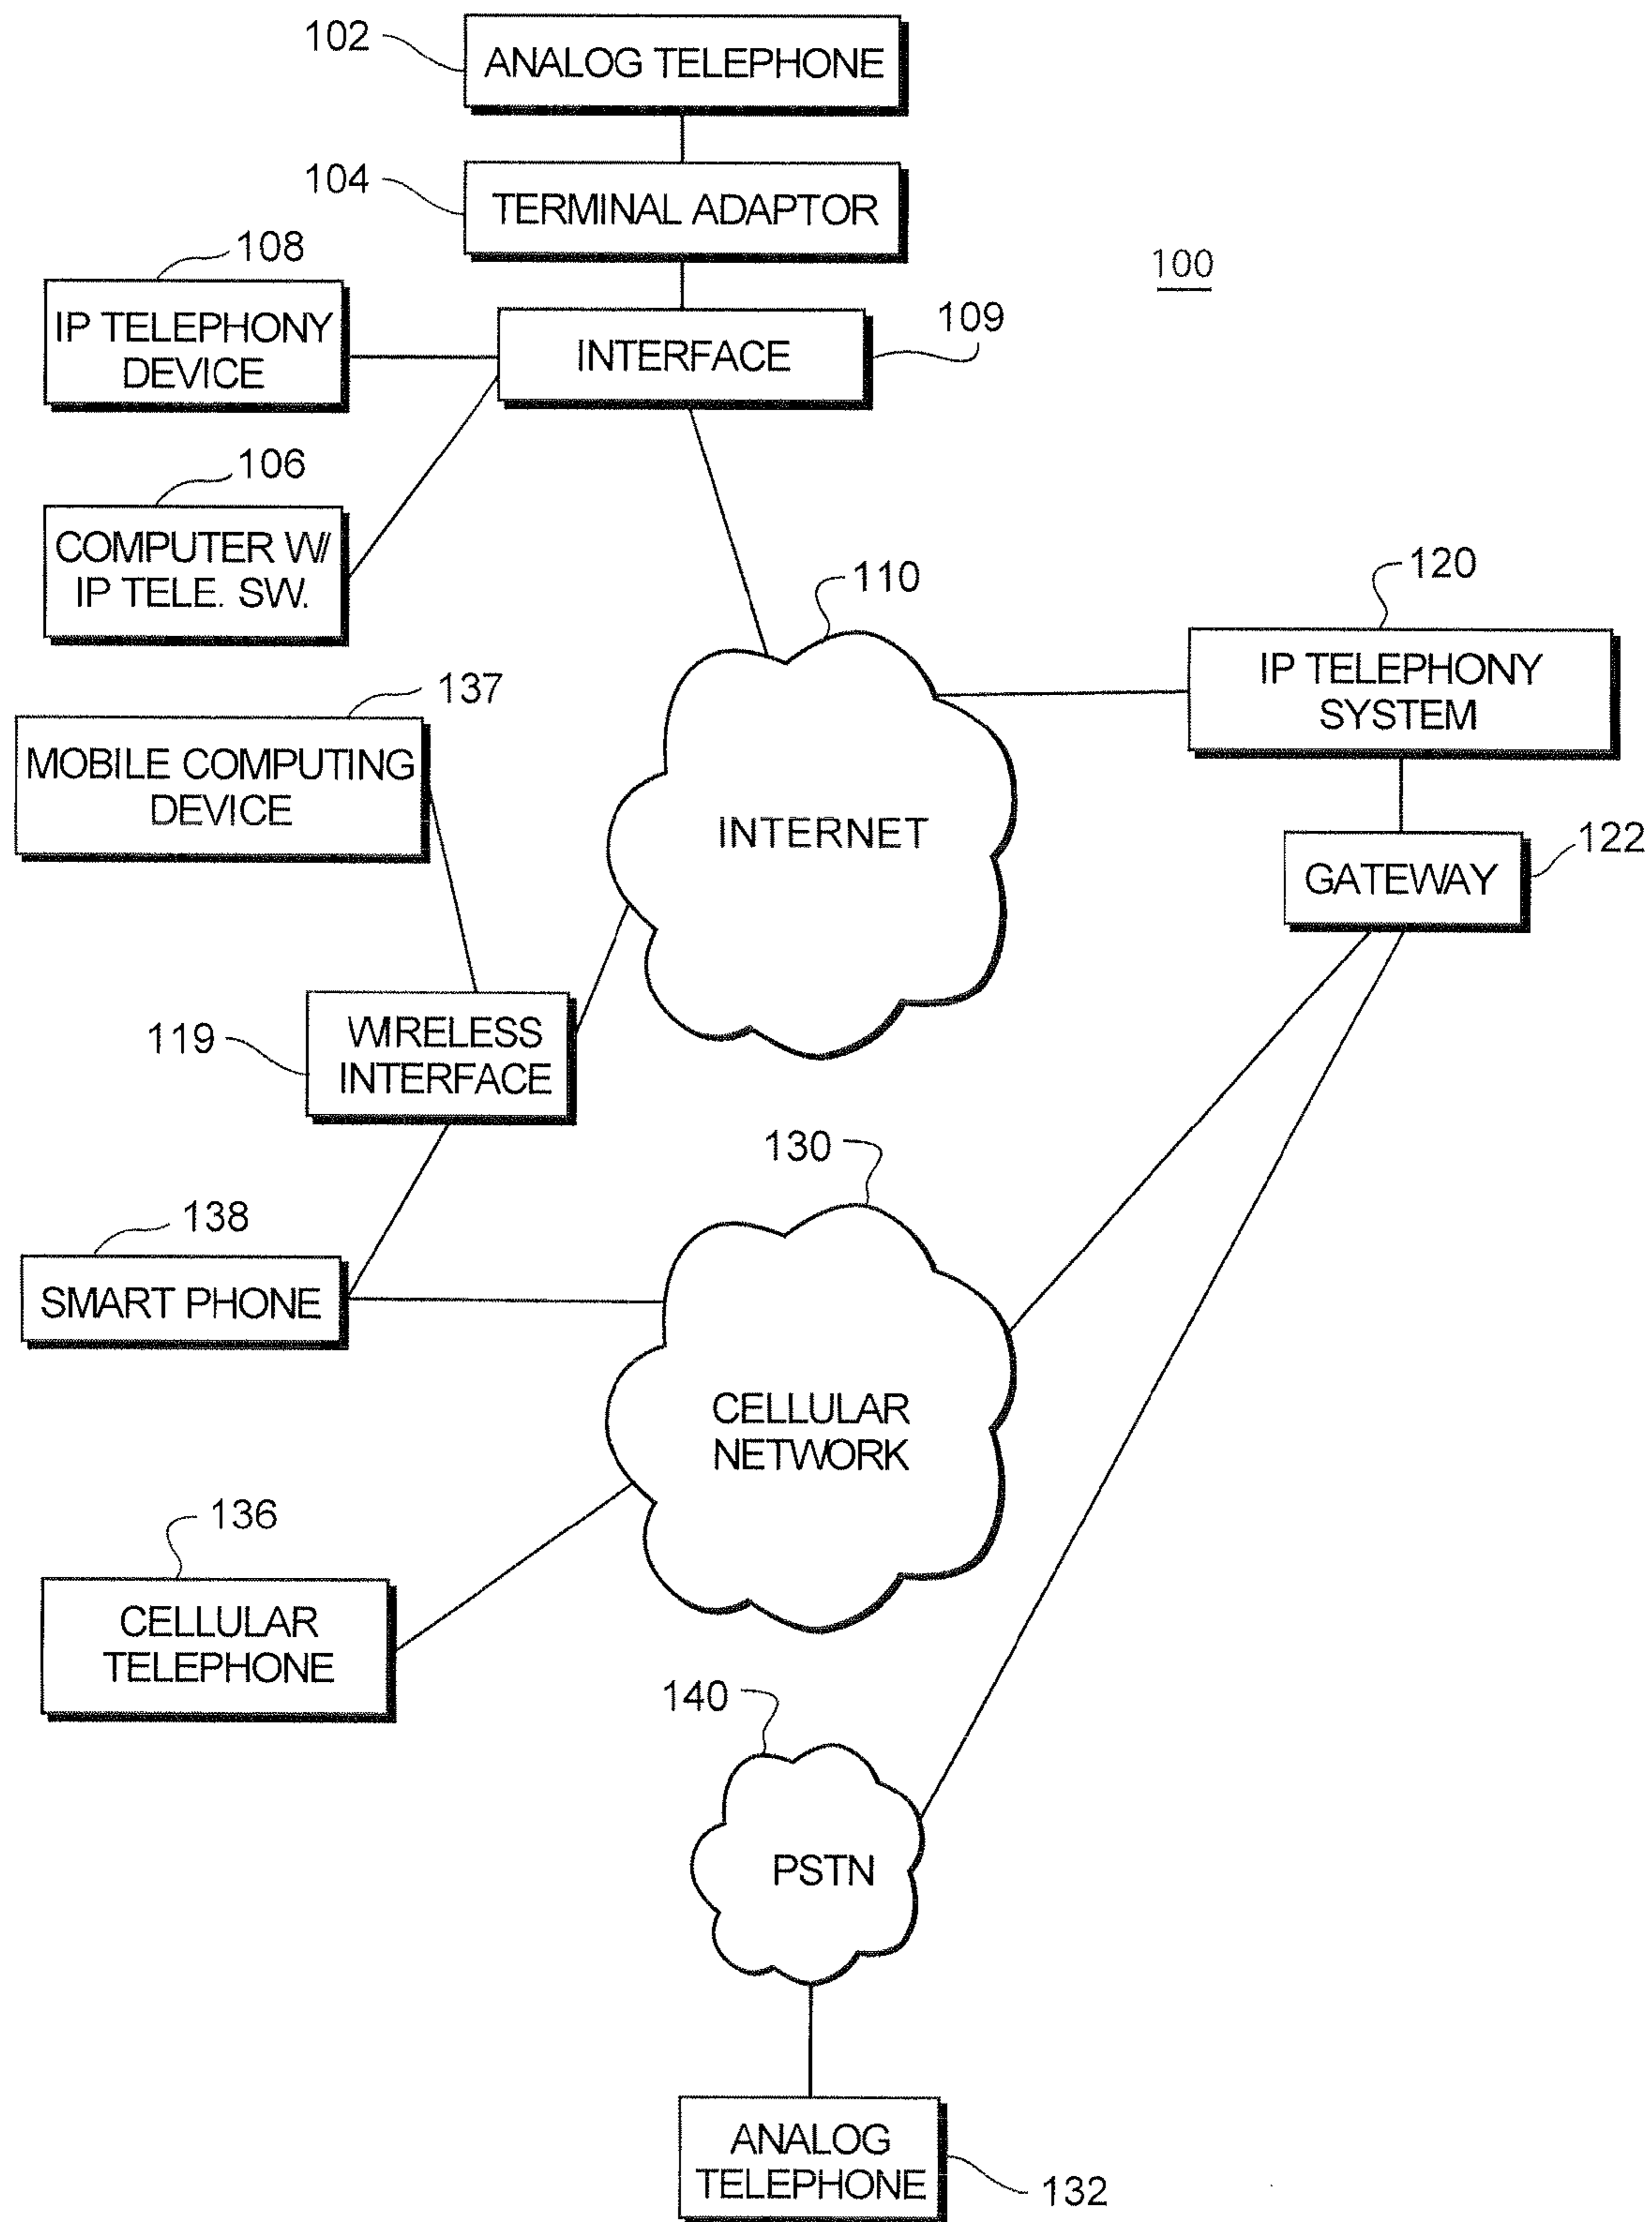 102
ANALOG TELEPHONE
104
TERMINAL ADAPTOR
108
IP TELEPHONY
DEVICE
100
109
INTERFACE
106
COMPUTER W/
IP TELE. SW.
110
120
IP TELEPHONY
SYSTEM
137
MOBILE COMPUTING
DEVICE
INTERNET
122
GATEWAY
119
WIRELESS
INTERFACE
130
138
SMART PHONE
CELLULAR
NETWORK
136
CELLULAR
TELEPHONE
140
PSTN
ANALOG
TELEPHONE
132